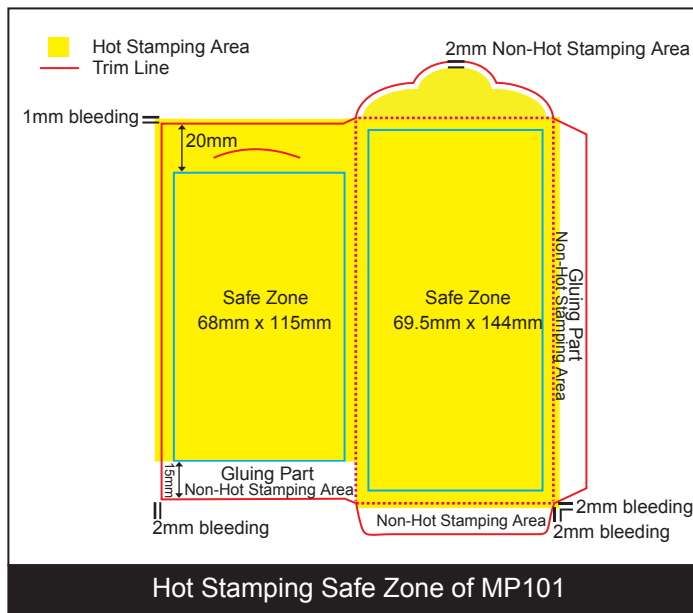 Hot Stamping Area
Trim Line
2mm Non-Hot Stamping Area
1mm bleeding
20mm
Safe Zone
68mm x 115mm
Safe Zone
69.5mm x 144mm
Gluing Part
Non-Hot Stamping Area
15mm
Gluing Part
Non-Hot Stamping Area
2mm bleeding
Non-Hot Stamping Area
2mm bleeding
2mm bleeding
Hot Stamping Safe Zone of MP101